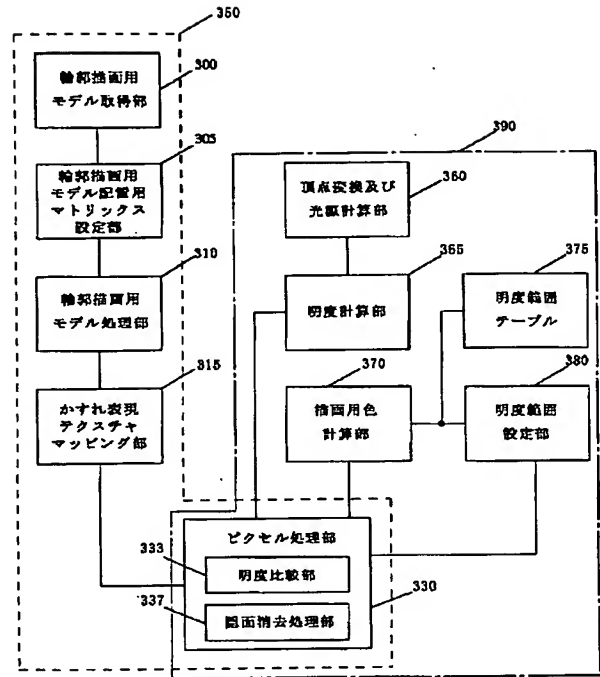 350
輪郭描画用
モデル取得部
300
305
輪郭描画用
モデル配置用
マトリックス
設定部
310
輪郭描画用
モデル処理部
315
かすれ表現
テクスチャ
マッピング部
390
頂点変換及び
光源計算部
360
365
明度計算部
375
明度範囲
テーブル
370
描画用色
計算部
380
明度範囲
設定部
ピクセル処理部
333
明度比較部
337
隠面消去処理部
330